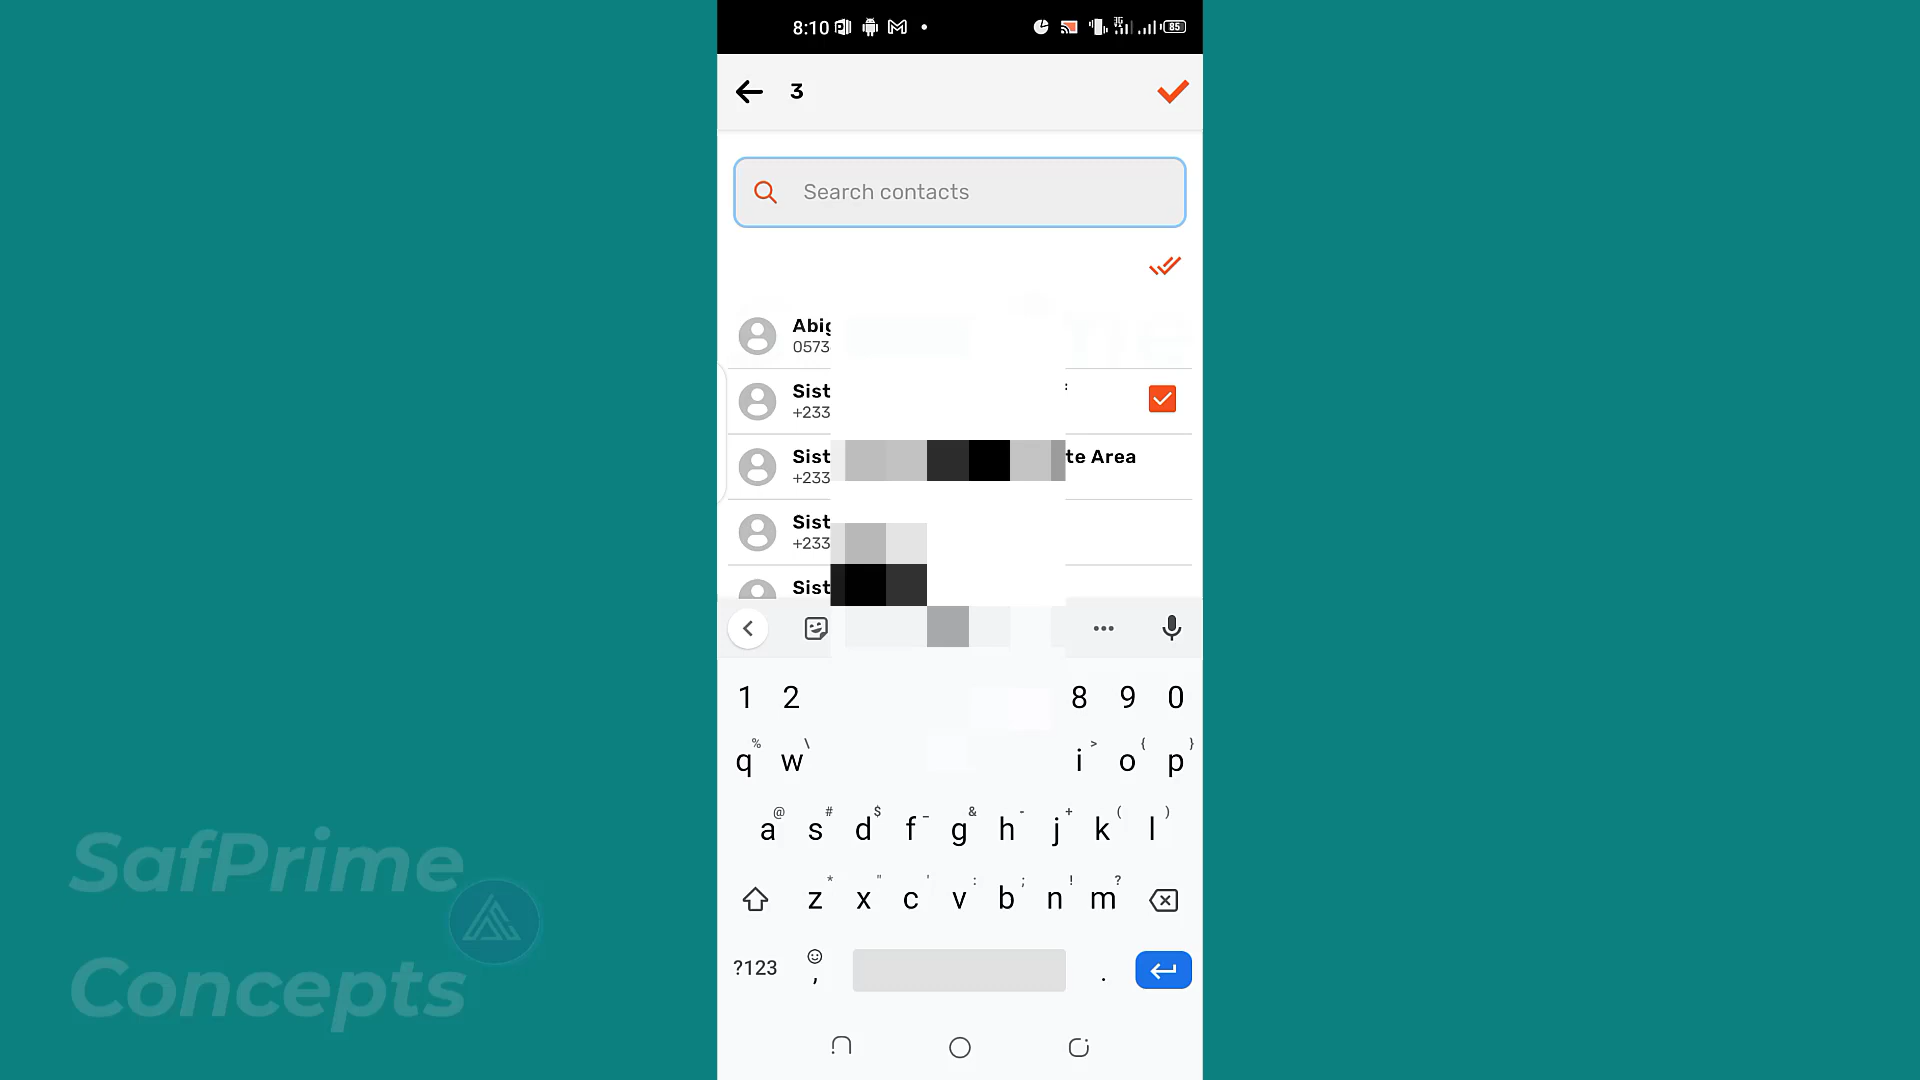 8:10
85
3
Search contacts
0573
Sist
+233
Sist
te Area
+233
Sist
+233
Sist
1 2 8 9 0
% \ > { }
q w i o p
@ # $ _ & - + ( )
a s d f g h j k l
* " ' : ; ! ?
z x c v b n m
?123 , .
SafPrime
Concepts